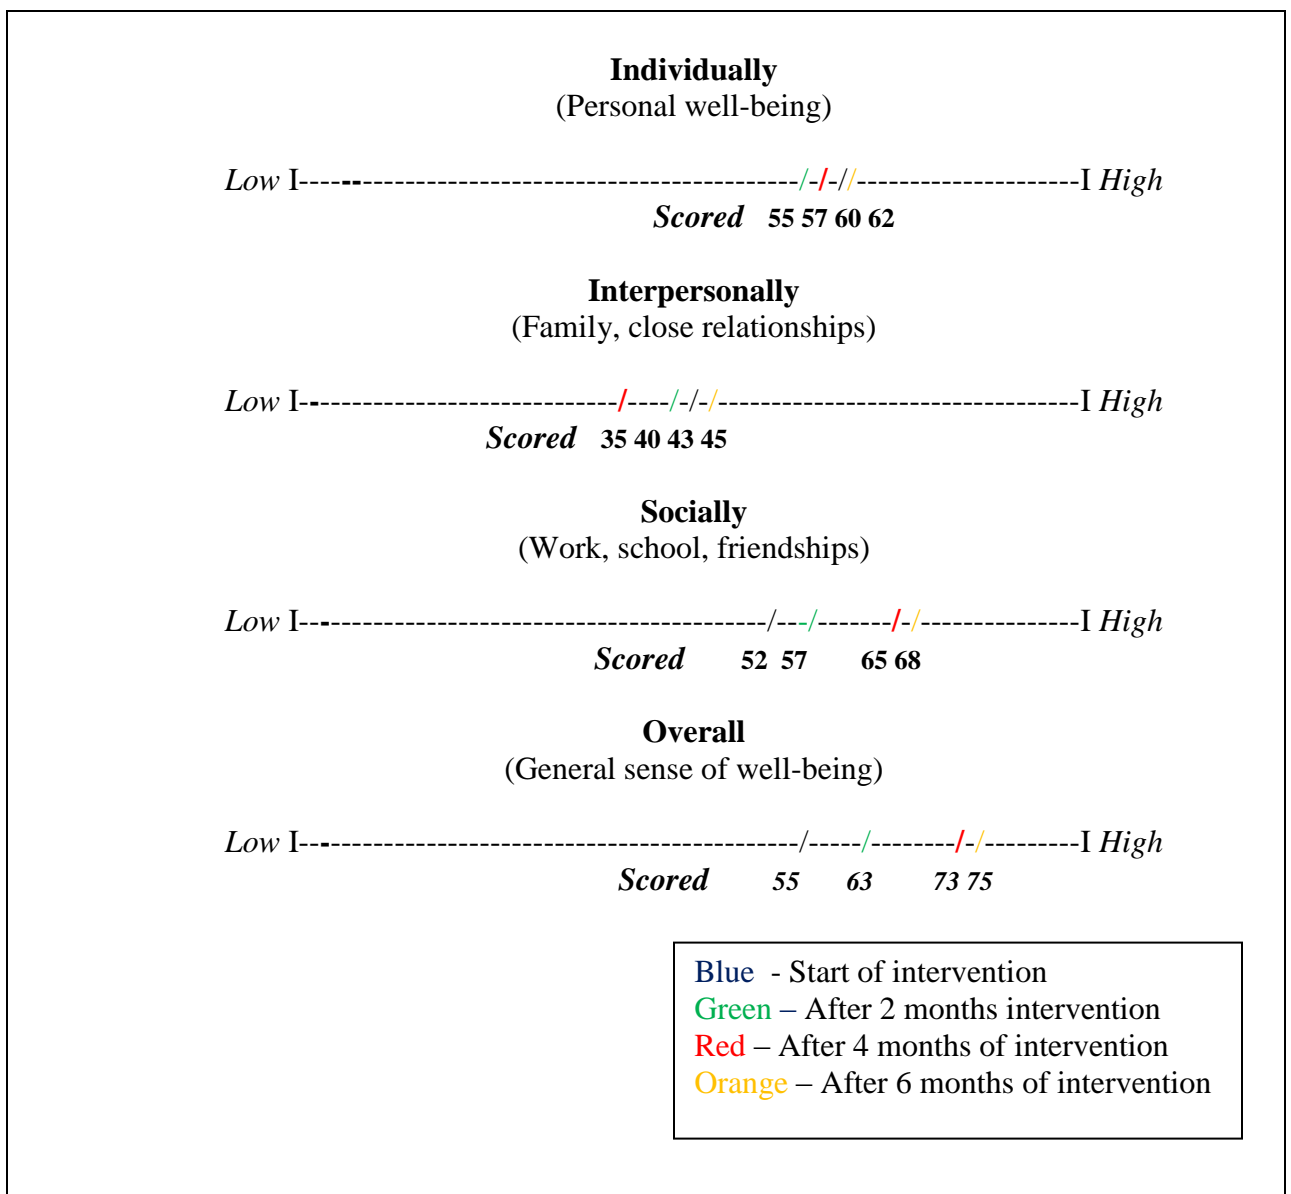 Individually
(Personal well-being)
Low I-----------------------------------------------/-/-/-/---------------------I High
Scored 55 57 60 62
Interpersonally
(Family, close relationships)
Low I------------------------------/-----/-/-/-----------------------------------I High
Scored 35 40 43 45
Socially
(Work, school, friendships)
Low I---------------------------------------------/---/--------/-/---------------I High
Scored 52 57 65 68
Overall
(General sense of well-being)
Low I------------------------------------------------/-----/--------/-/---------I High
Scored 55 63 73 75
Blue - Start of intervention
Green – After 2 months intervention
Red – After 4 months of intervention
Orange – After 6 months of intervention